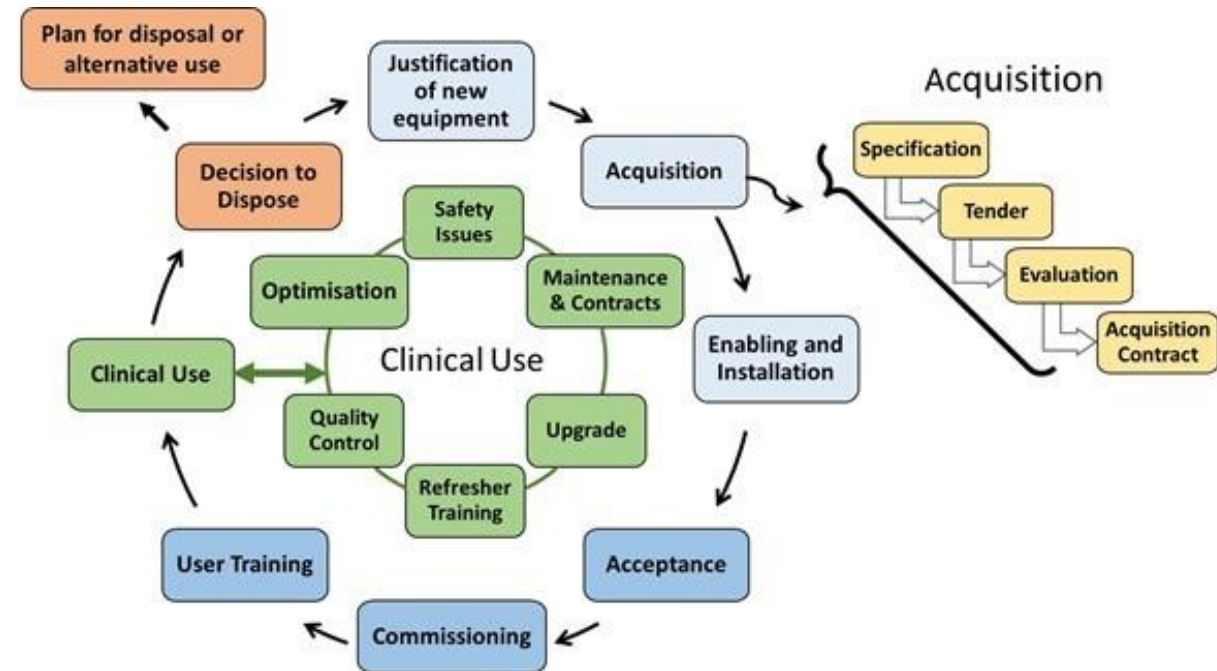 Plan for disposal or
alternative use
Justification
of new
equipment
Acquisition
Decision to
Dispose
Acquisition
Specification
Tender
Evaluation
Acquisition
Contract
Safety
Issues
Optimisation
Maintenance
& Contracts
Clinical Use
Clinical Use
Quality
Control
Upgrade
Refresher
Training
Enabling and
Installation
User Training
Acceptance
Commissioning